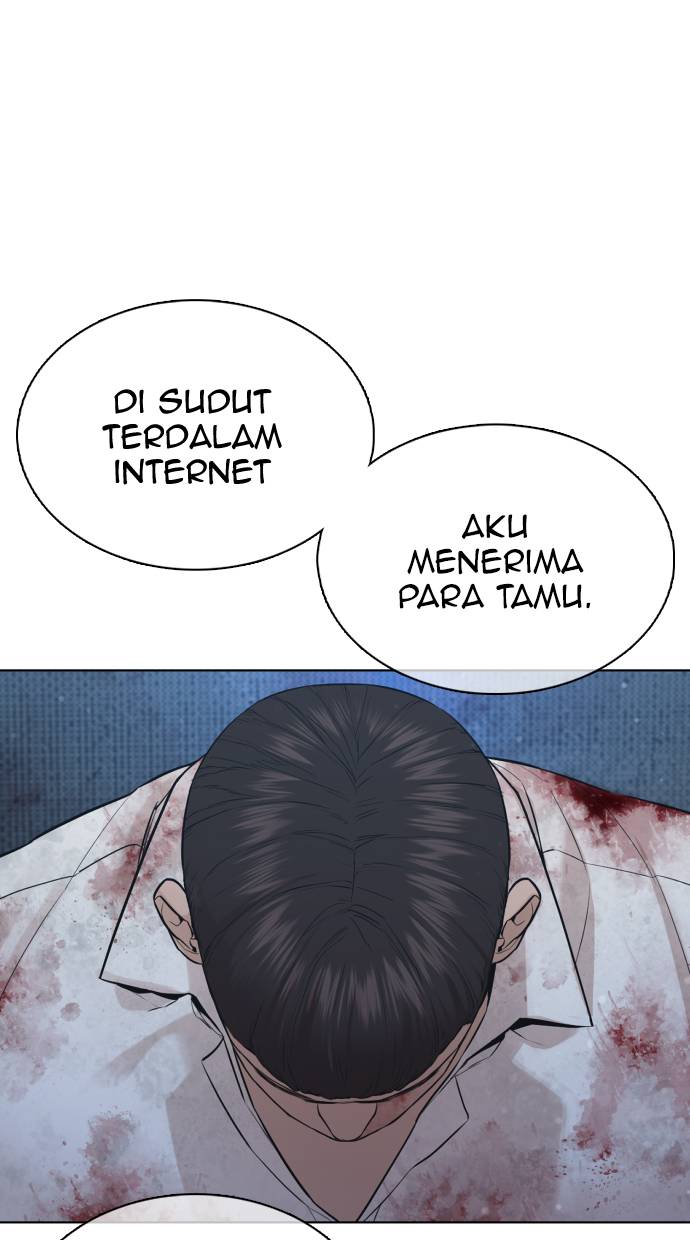 DI SUDUT
TERDALAM
INTERNET
AKU
MENERIMA
PARA TAMU.